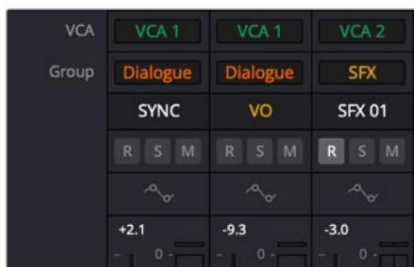 VCA VCA 1 VCA 1 VCA 2
Group Dialogue Dialogue SFX
SYNC VO SFX 01
R S M R S M R S M
+2.1 -9.3 -3.0
- 0 - - 0 - - 0 -